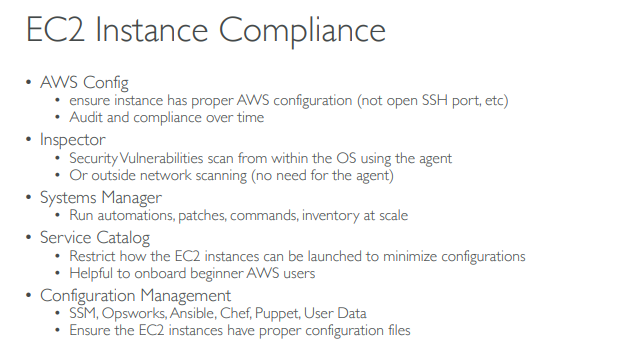 EC2 Instance Compliance
• AWS Config
• ensure instance has proper AWS configuration (not open SSH port, etc)
• Audit and compliance over time
• Inspector
• Security Vulnerabilities scan from within the OS using the agent
• Or outside network scanning (no need for the agent)
• Systems Manager
• Run automations, patches, commands, inventory at scale
• Service Catalog
• Restrict how the EC2 instances can be launched to minimize configurations
• Helpful to onboard beginner AWS users
• Configuration Management
• SSM, Opsworks, Ansible, Chef, Puppet, User Data
• Ensure the EC2 instances have proper configuration files